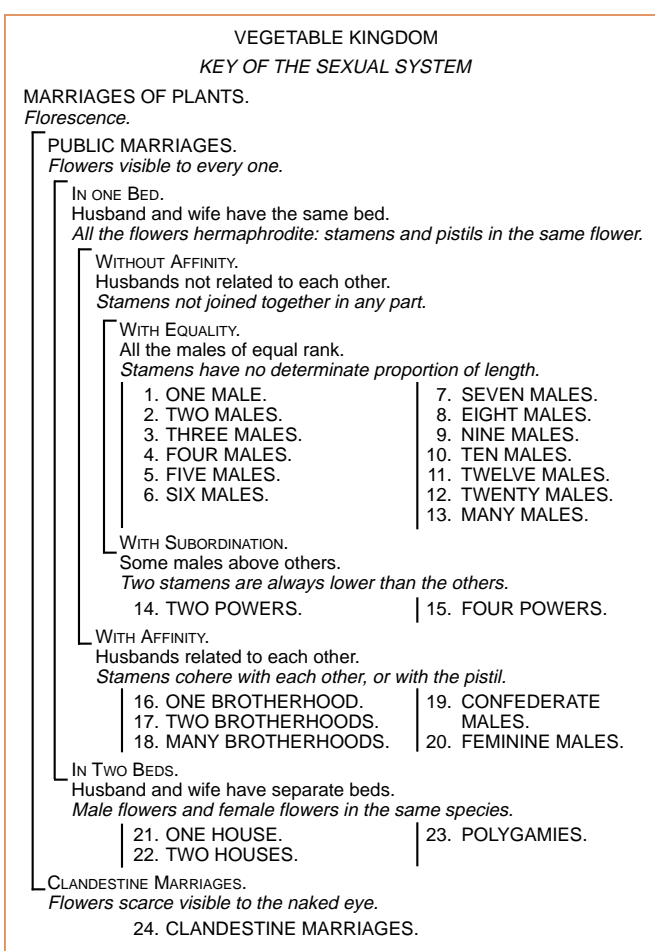 VEGETABLE KINGDOM
KEY OF THE SEXUAL SYSTEM
MARRIAGES OF PLANTS.
Florescence.
PUBLIC MARRIAGES.
Flowers visible to every one.
IN ONE BED.
Husband and wife have the same bed.
All the flowers hermaphrodite: stamens and pistils in the same flower.
WITHOUT AFFINITY.
Husbands not related to each other.
Stamens not joined together in any part.
WITH EQUALITY.
All the males of equal rank.
Stamens have no determinate proportion of length.
1. ONE MALE.
2. TWO MALES.
3. THREE MALES.
4. FOUR MALES.
5. FIVE MALES.
6. SIX MALES.
7. SEVEN MALES.
8. EIGHT MALES.
9. NINE MALES.
10. TEN MALES.
11. TWELVE MALES.
12. TWENTY MALES.
13. MANY MALES.
WITH SUBORDINATION.
Some males above others.
Two stamens are always lower than the others.
14. TWO POWERS.
15. FOUR POWERS.
WITH AFFINITY.
Husbands related to each other.
Stamens cohere with each other, or with the pistil.
16. ONE BROTHERHOOD.
17. TWO BROTHERHOODS.
18. MANY BROTHERHOODS.
19. CONFEDERATE
MALES.
20. FEMININE MALES.
IN TWO BEDS.
Husband and wife have separate beds.
Male flowers and female flowers in the same species.
21. ONE HOUSE.
22. TWO HOUSES.
23. POLYGAMIES.
CLANDESTINE MARRIAGES.
Flowers scarce visible to the naked eye.
24. CLANDESTINE MARRIAGES.